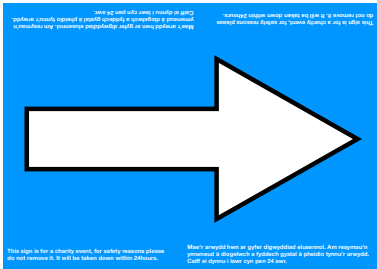 Mae'r arwydd hwn ar gyfer digwyddiad eluasennol. Am resymau'n
ymwneud â diogelwch a fyddech gystal â pheidio tynnu'r arwydd.
Caiff ei dynnu i lawr cyn pen 24 awr.
This sign is for a charity event, for safety reasons please
do not remove it. It will be taken down within 24hours.
This sign is for a charity event, for safety reasons please
do not remove it. It will be taken down within 24hours.
Mae'r arwydd hwn ar gyfer digwyddiad eluasennol. Am resymau'n
ymwneud â diogelwch a fyddech gystal â pheidio tynnu'r arwydd.
Caiff ei dynnu i lawr cyn pen 24 awr.